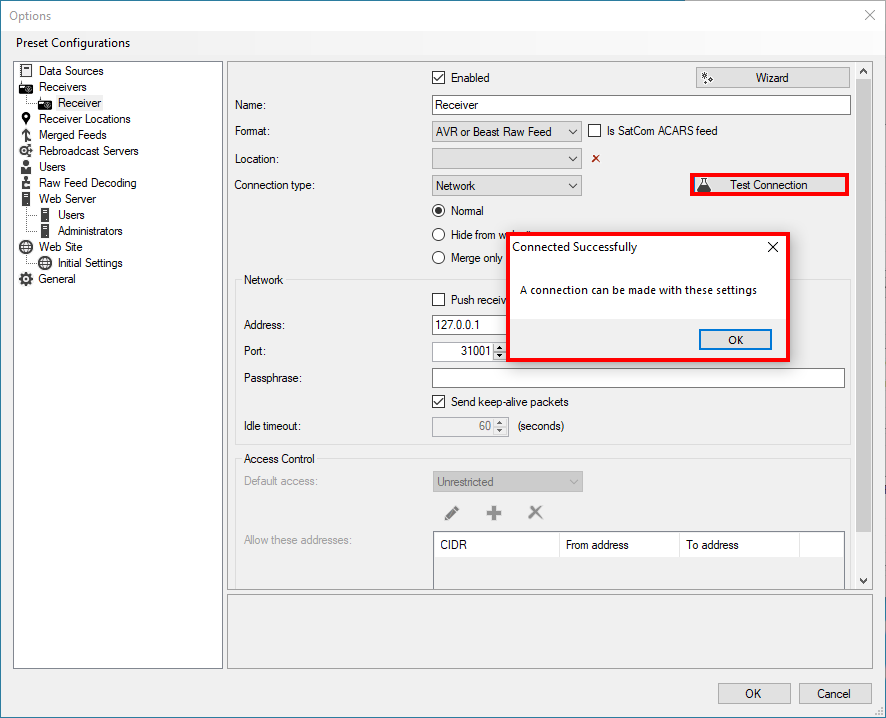 Options
Preset Configurations
Data Sources
Receivers
Receiver
Receiver Locations
Merged Feeds
Rebroadcast Servers
Users
Raw Feed Decoding
Web Server
Users
Administrators
Web Site
Initial Settings
General
Enabled
Wizard
Name:
Receiver
Format:
AVR or Beast Raw Feed
Is SatCom ACARS feed
Location:
Connection type:
Network
Test Connection
Normal
Hide from
Merge only
Connected Successfully
A connection can be made with these settings
OK
Network
Push
Address:
127.0.0.1
Port:
31001
Passphrase:
Send keep-alive packets
Idle timeout:
60
(seconds)
Access Control
Default access:
Unrestricted
Allow these addresses:
CIDR
From address
To address
OK
Cancel